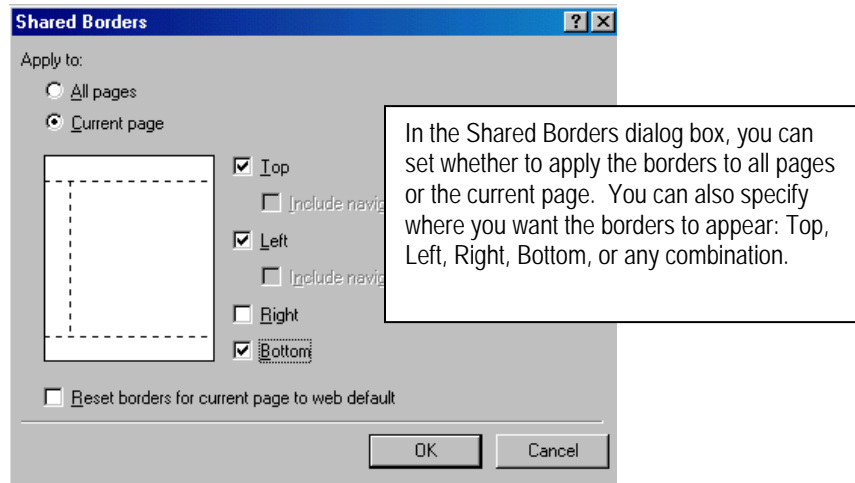 Shared Borders
Apply to:
All pages
Current page
Top
Include
Left
Include
Right
Bottom
Reset borders for current page to web default
OK Cancel
In the Shared Borders dialog box, you can
set whether to apply the borders to all pages
or the current page. You can also specify
where you want the borders to appear: Top,
Left, Right, Bottom, or any combination.